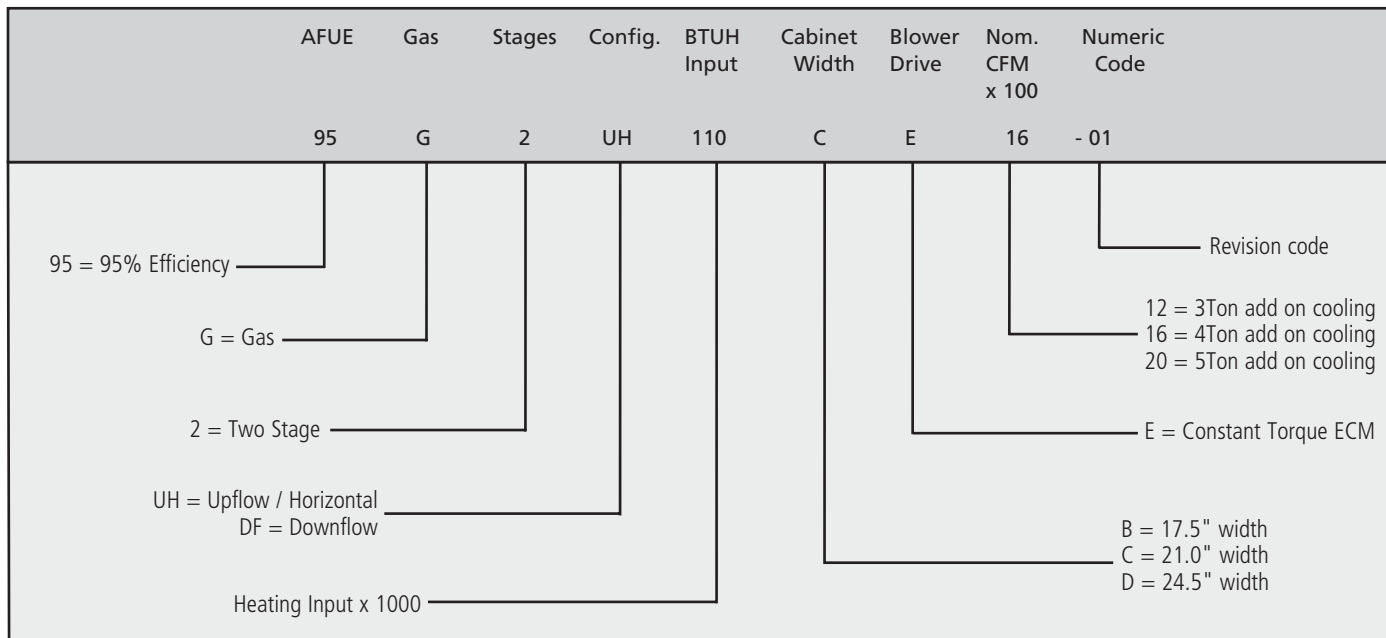 AFUE Gas Stages Config. BTUH Input Cabinet Width Blower Drive Nom. CFM x 100 Numeric Code
95 G 2 UH 110 C E 16 - 01
95 = 95% Efficiency
G = Gas
2 = Two Stage
UH = Upflow / Horizontal
DF = Downflow
Heating Input x 1000
Revision code
12 = 3Ton add on cooling
16 = 4Ton add on cooling
20 = 5Ton add on cooling
E = Constant Torque ECM
B = 17.5" width
C = 21.0" width
D = 24.5" width